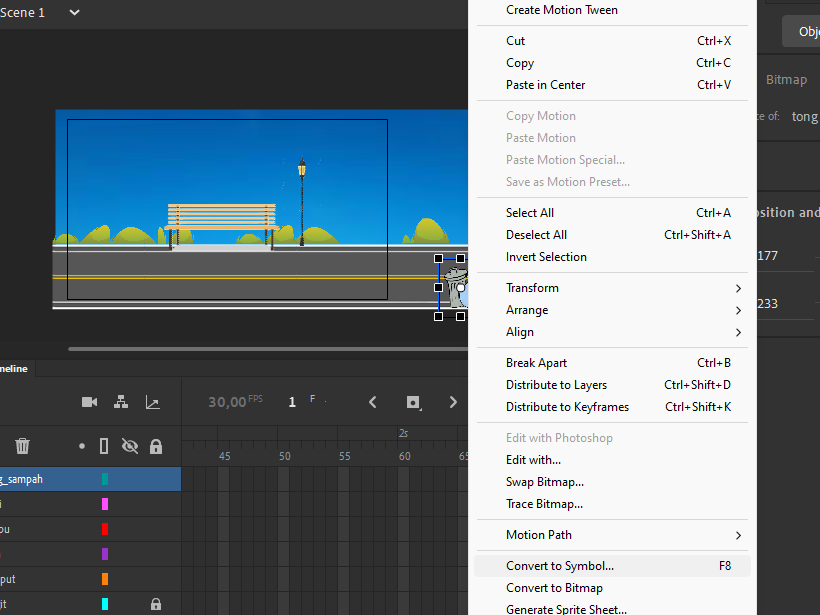 Scene 1
Create Motion Tween
Cut Ctrl+X
Copy Ctrl+C
Paste in Center Ctrl+V
Copy Motion
Paste Motion
Paste Motion Special...
Save as Motion Preset...
Select All Ctrl+A
Deselect All Ctrl+Shift+A
Invert Selection
Transform
Arrange
Align
Break Apart Ctrl+B
Distribute to Layers Ctrl+Shift+D
Distribute to Keyframes Ctrl+Shift+K
Edit with Photoshop
Edit with...
Swap Bitmap...
Trace Bitmap...
Motion Path
Convert to Symbol... F8
Convert to Bitmap
Generate Sprite Sheet...
Obj
Bitmap
ce of: tong
osition and
177
233
neline
30,00 FPS 1 F
2s
45 50 55 60 65
g_sampah
i
ou
put
jt